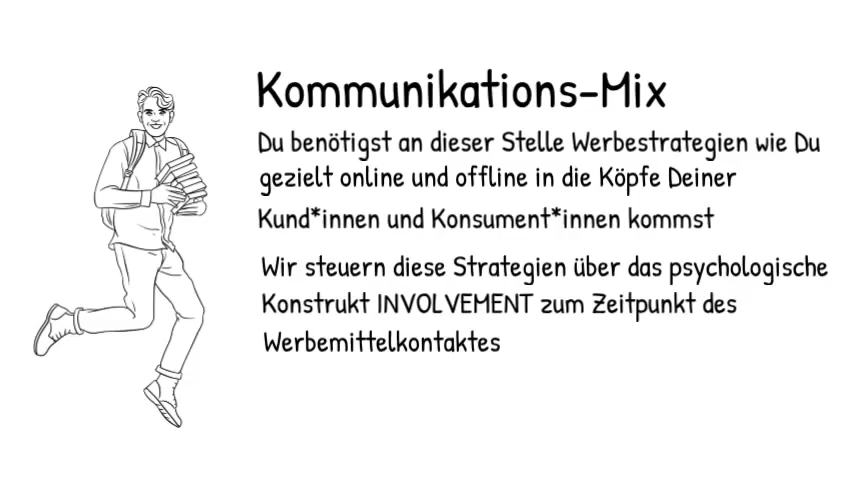 Kommunikations-Mix
Du benötigst an dieser Stelle Werbestrategien wie Du
gezielt online und offline in die Köpfe Deiner
Kund*innen und Konsument*innen kommst
Wir steuern diese Strategien über das psychologische
Konstrukt INVOLVEMENT zum Zeitpunkt des
Werbemittelkontaktes